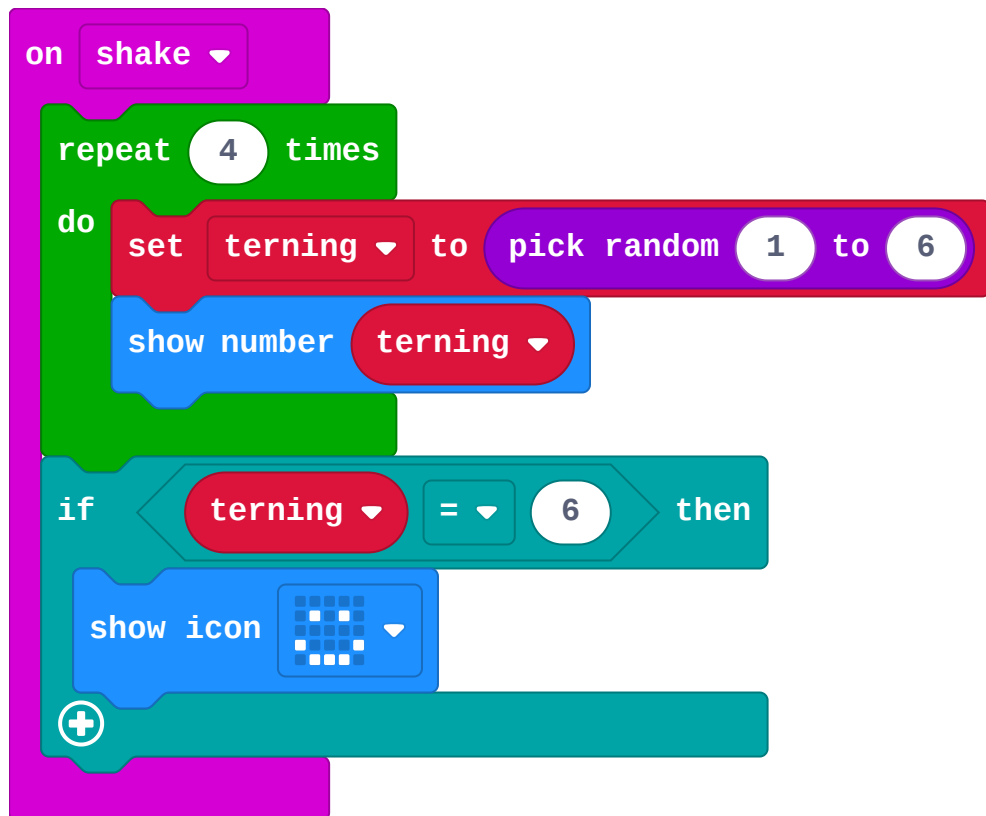 on shake
repeat 4 times
do
set terning to pick random 1 to 6
show number terning
if terning = 6 then
show icon